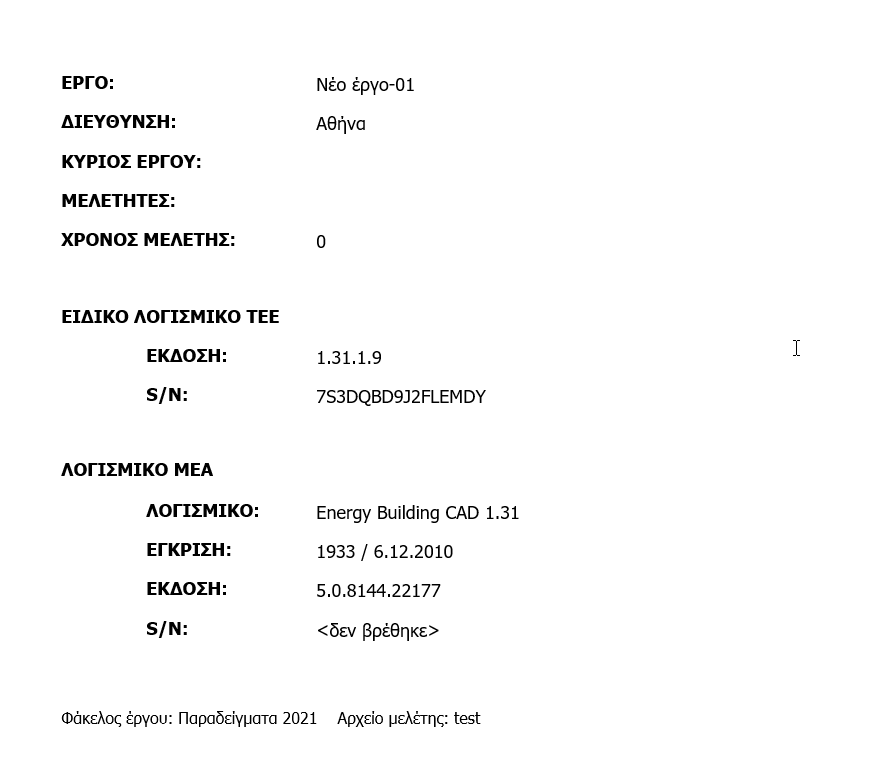 ΕΡΓΟ: Νέο έργο-01
ΔΙΕΥΘΥΝΣΗ: Αθήνα
ΚΥΡΙΟΣ ΕΡΓΟΥ:
ΜΕΛΕΤΗΤΕΣ:
ΧΡΟΝΟΣ ΜΕΛΕΤΗΣ: 0
ΕΙΔΙΚΟ ΛΟΓΙΣΜΙΚΟ ΤΕΕ
ΕΚΔΟΣΗ: 1.31.1.9
S/N: 7S3DQBD9J2FLEMDY
ΛΟΓΙΣΜΙΚΟ ΜΕΑ
ΛΟΓΙΣΜΙΚΟ: Energy Building CAD 1.31
ΕΓΚΡΙΣΗ: 1933 / 6.12.2010
ΕΚΔΟΣΗ: 5.0.8144.22177
S/N: <δεν βρέθηκε>
Φάκελος έργου: Παραδείγματα 2021 Αρχείο μελέτης: test